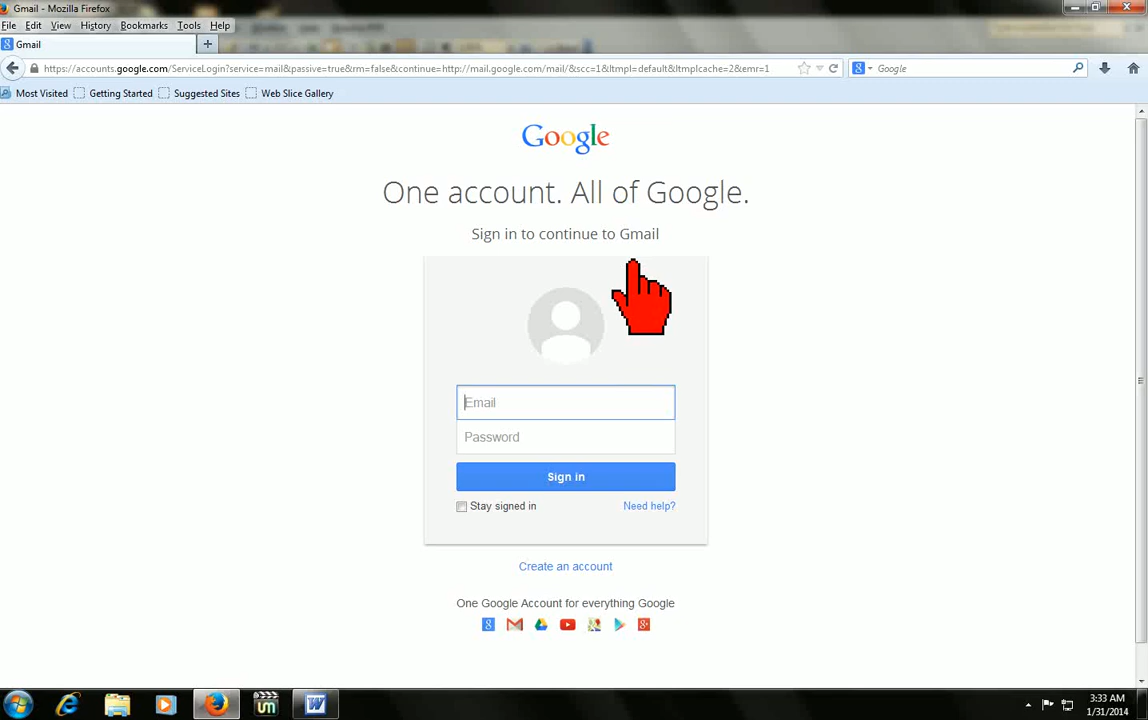 Gmail - Mozilla Firefox
File Edit View History Bookmarks Tools Help
Gmail
https://accounts.google.com/ServiceLogin?service=mail&passive=true&rm=false&continue=http://mail.google.com/mail/&scc=1&ltmpl=default&ltmplcache=2&emr=1
Google
Most Visited Getting Started Suggested Sites Web Slice Gallery
Google
One account. All of Google.
Sign in to continue to Gmail
Email
Password
Sign in
Stay signed in Need help?
Create an account
One Google Account for everything Google
3:33 AM
1/31/2014